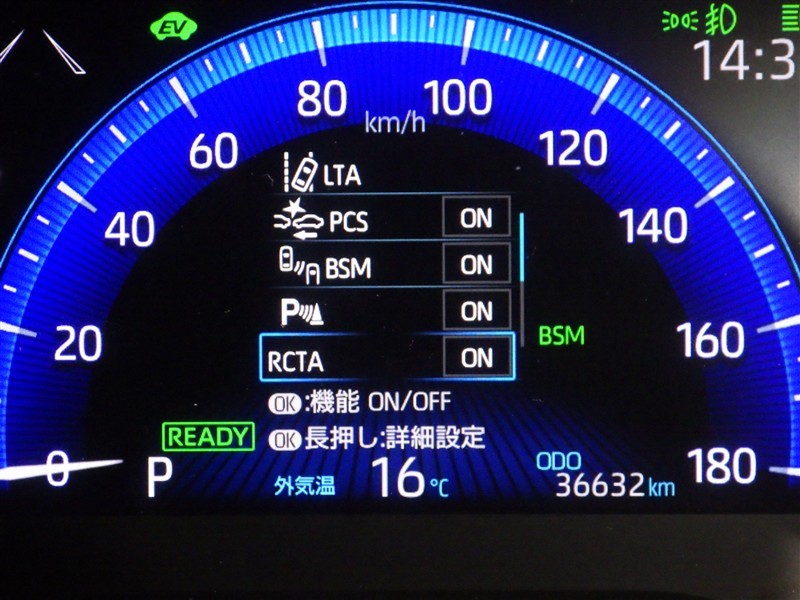 EV
14:3
80
100
km/h
60
120
LTA
40
PCS ON
140
BSM ON
P ON
20
BSM
160
RCTA ON
OK:機能 ON/OFF
READY
OK長押し:詳細設定
0
P
外気温
16°C
ODO
36632km
180